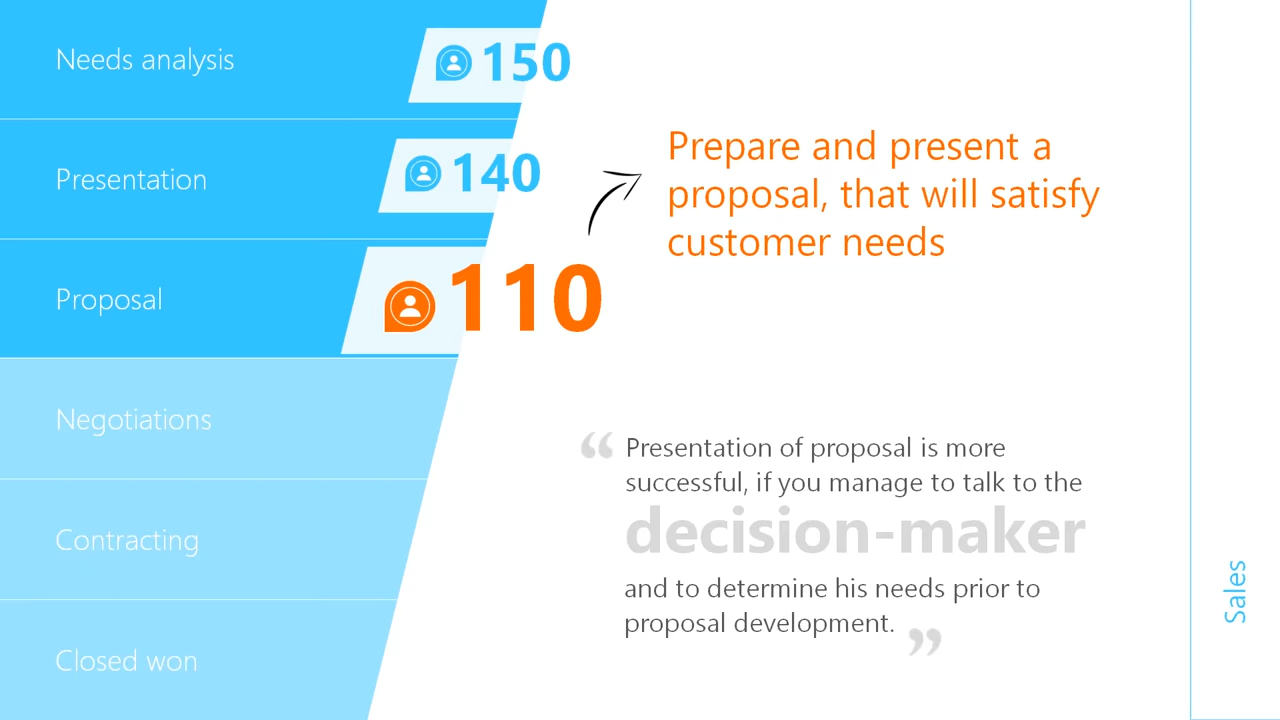 Needs analysis
150
Presentation
140
Proposal
110
Negotiations
Contracting
Closed won
Prepare and present a
proposal, that will satisfy
customer needs
“ Presentation of proposal is more
successful, if you manage to talk to the
decision-maker
and to determine his needs prior to
proposal development. ”
Sales